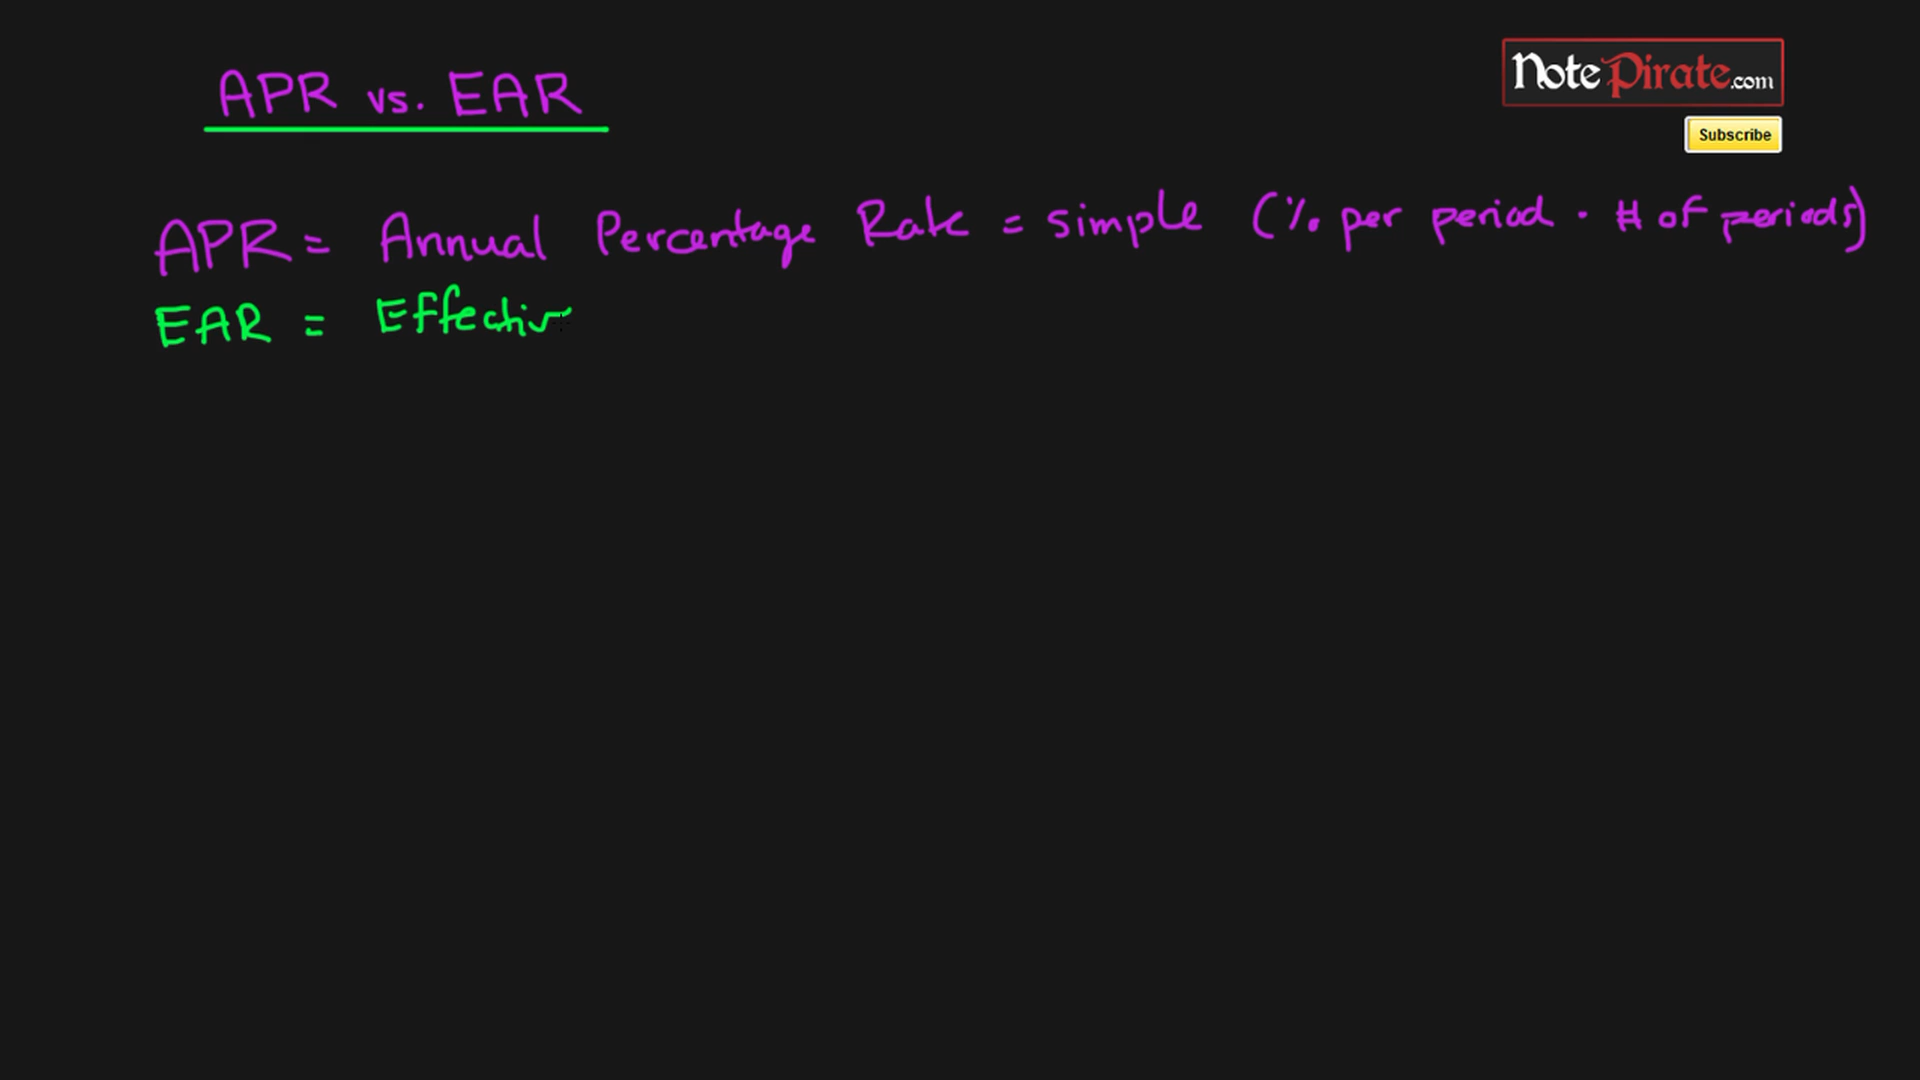 APR vs. EAR
NotePirate.com
Subscribe
APR = Annual Percentage Rate = simple (% per period · # of periods)
EAR = Effectiv